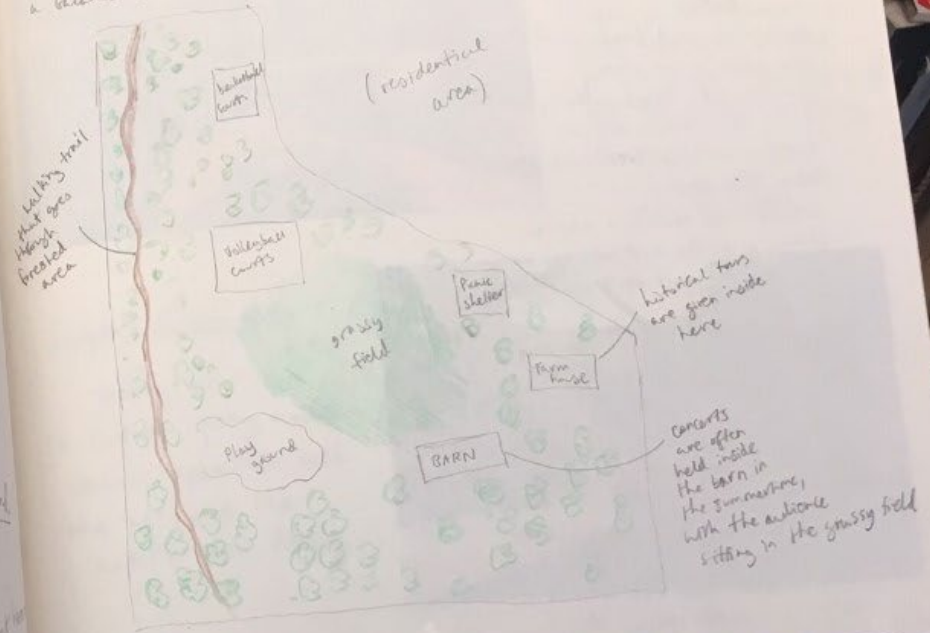 a
basketball
court
(residential
area)
walking trail
that goes
through
forested
area
volleyball
courts
grassy
field
Picnic
shelter
historical tours
are given inside
here
Farm
house
Play
ground
BARN
concerts
are often
held inside
the barn in
the summertime,
with the audience
sitting in the grassy field